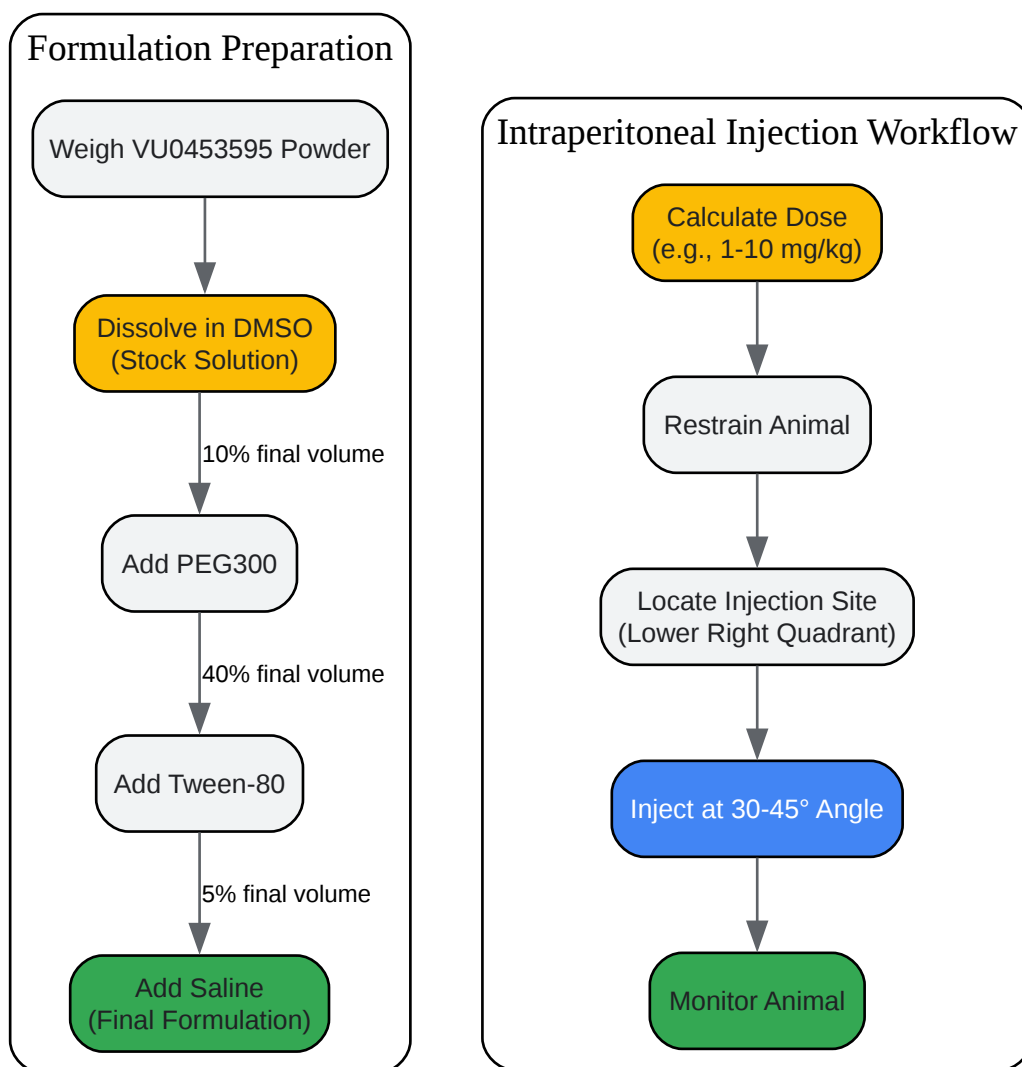 Formulation Preparation
Weigh VU0453595 Powder
Dissolve in DMSO
(Stock Solution)
10% final volume
Add PEG300
40% final volume
Add Tween-80
5% final volume
Add Saline
(Final Formulation)
Intraperitoneal Injection Workflow
Calculate Dose
(e.g., 1-10 mg/kg)
Restrain Animal
Locate Injection Site
(Lower Right Quadrant)
Inject at 30-45° Angle
Monitor Animal